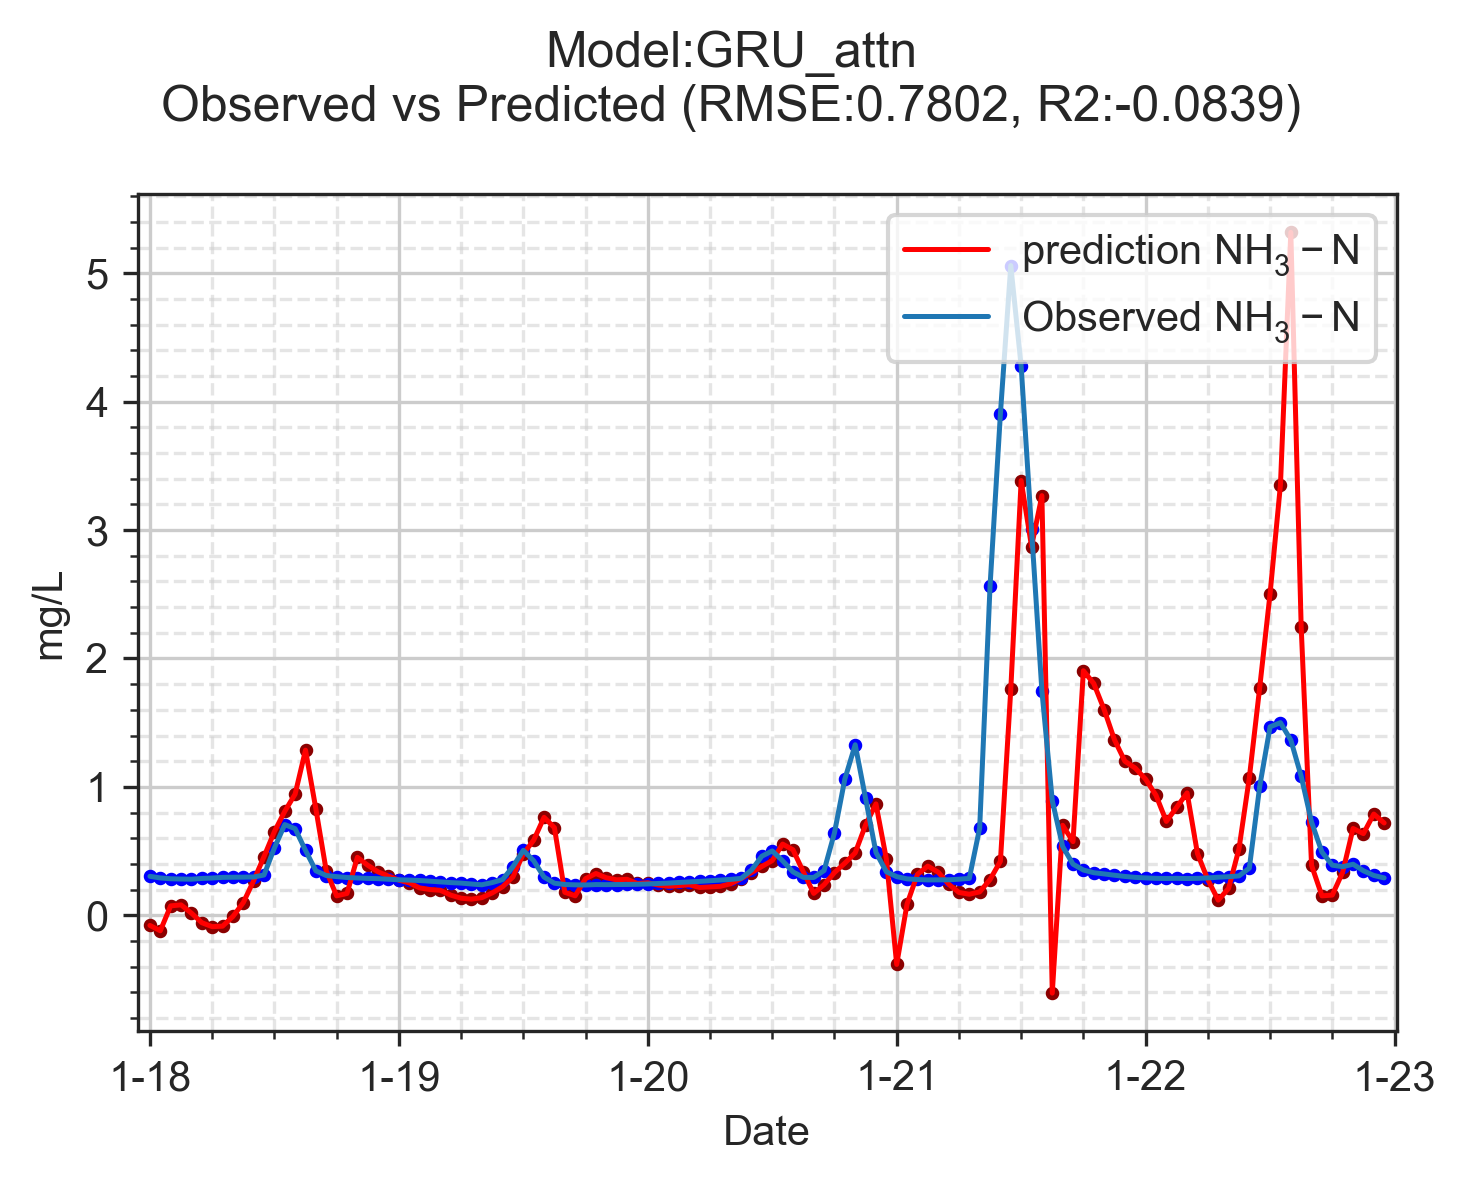 Model:GRU_attn
Observed vs Predicted (RMSE:0.7802, R2:-0.0839)
prediction NH₃ − N
Observed NH₃ − N
5
4
3
2
1
0
mg/L
1-18 1-19 1-20 1-21 1-22 1-23
Date